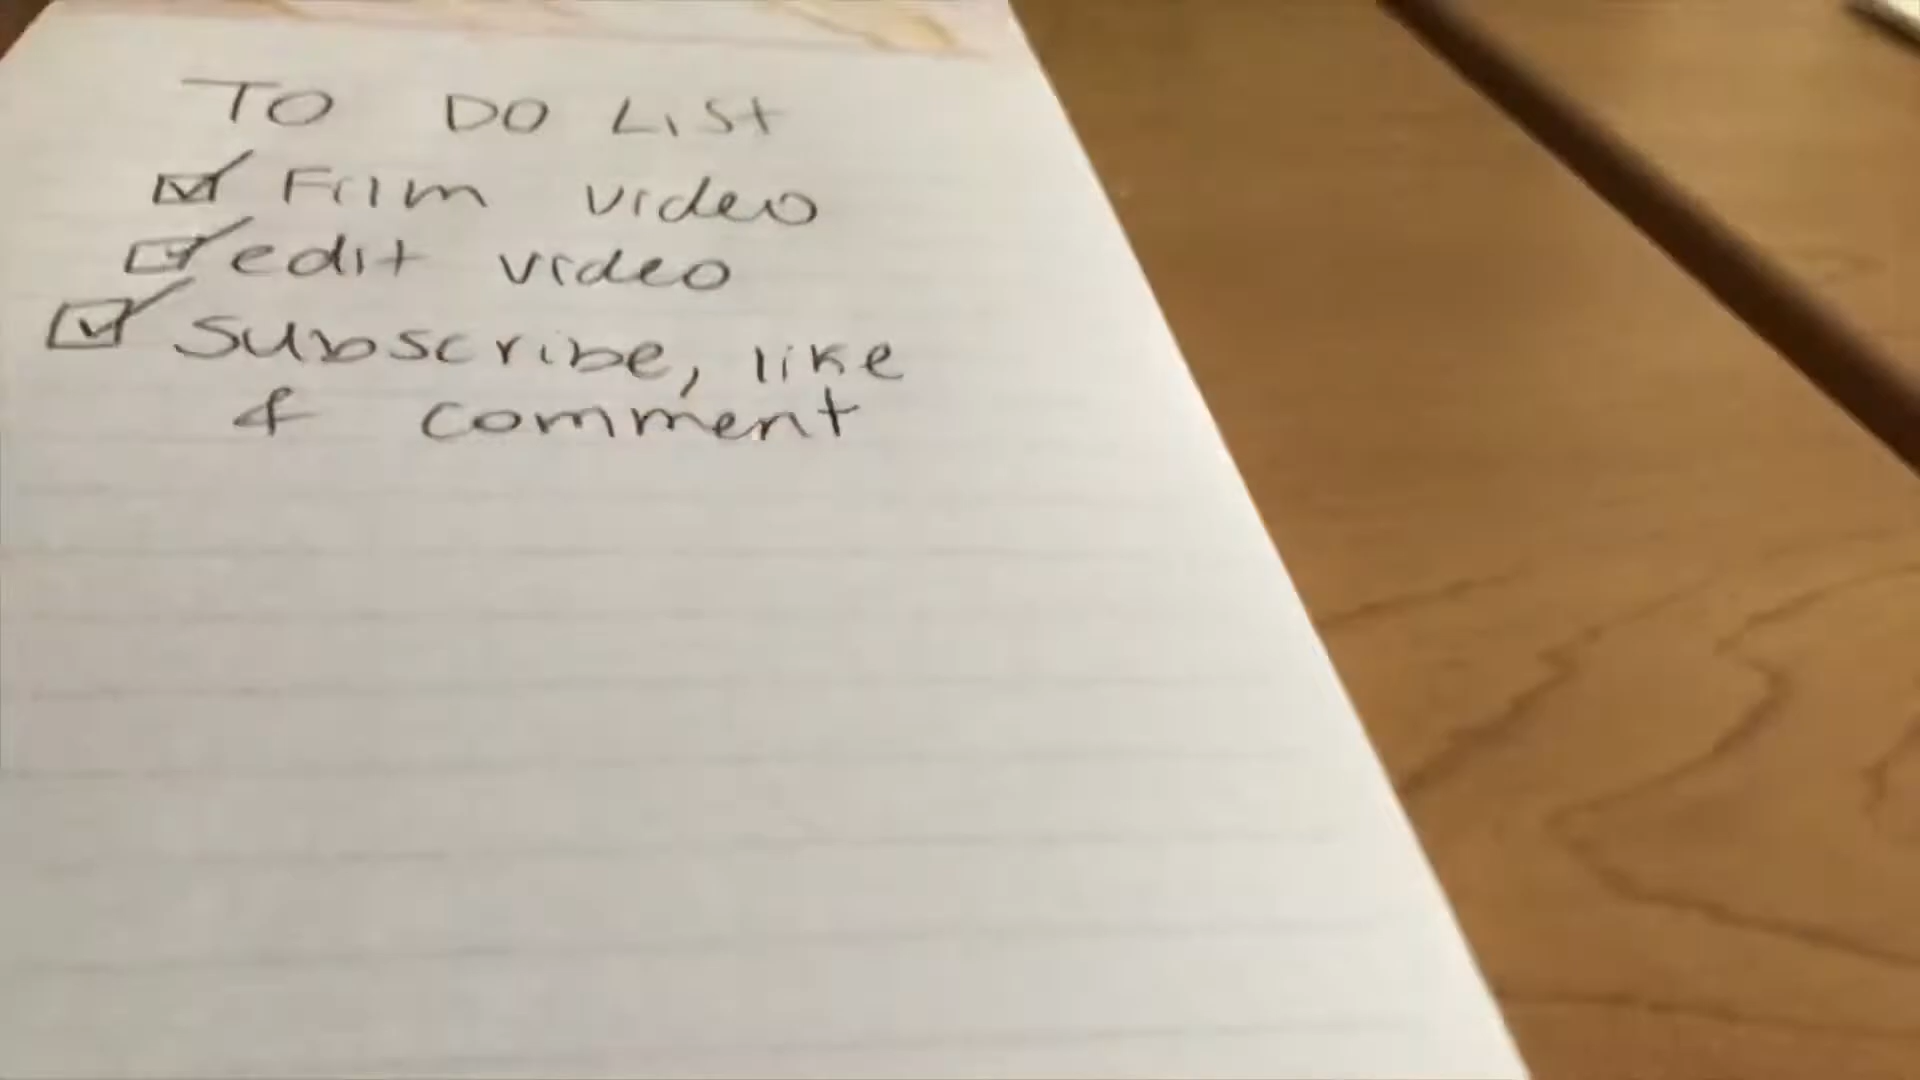 TO DO LIST
☑ Film video
☑ edit video
☑ Subscribe, like
& comment